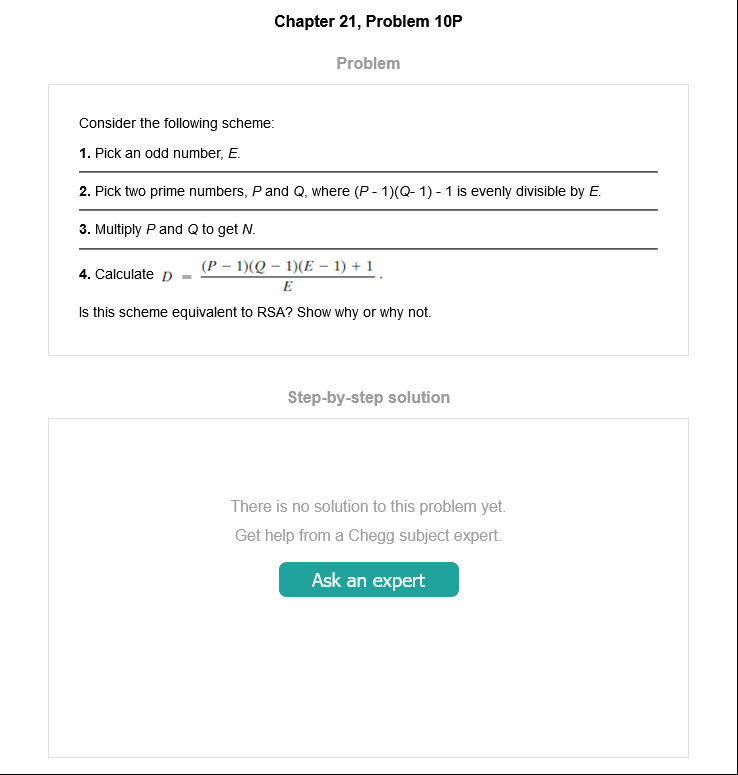 Chapter 21, Problem 10P
Problem
Consider the following scheme:
1. Pick an odd number, E.
2. Pick two prime numbers, P and Q, where (P - 1)(Q- 1) - 1 is evenly divisible by E.
3. Multiply P and Q to get N.
4. Calculate D = (P − 1)(Q − 1)(E − 1) + 1 / E .
Is this scheme equivalent to RSA? Show why or why not.
Step-by-step solution
There is no solution to this problem yet.
Get help from a Chegg subject expert.
Ask an expert